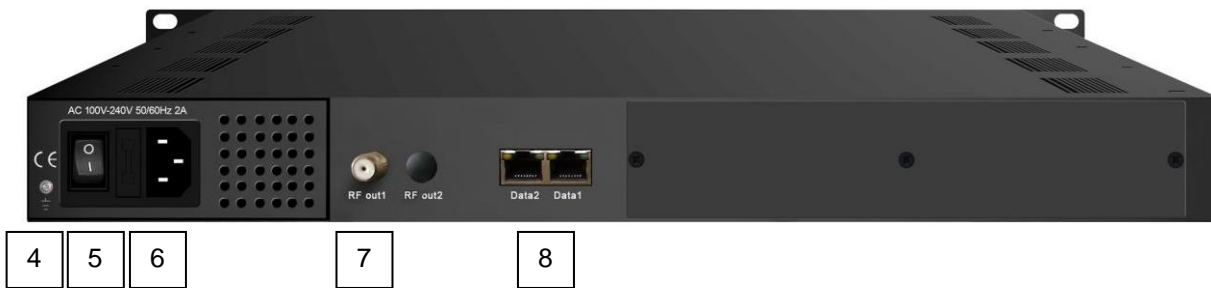 AC 100V-240V 50/60Hz 2A
O
I
CE
RF out1 RF out2
Data2 Data1
4 5 6 7 8